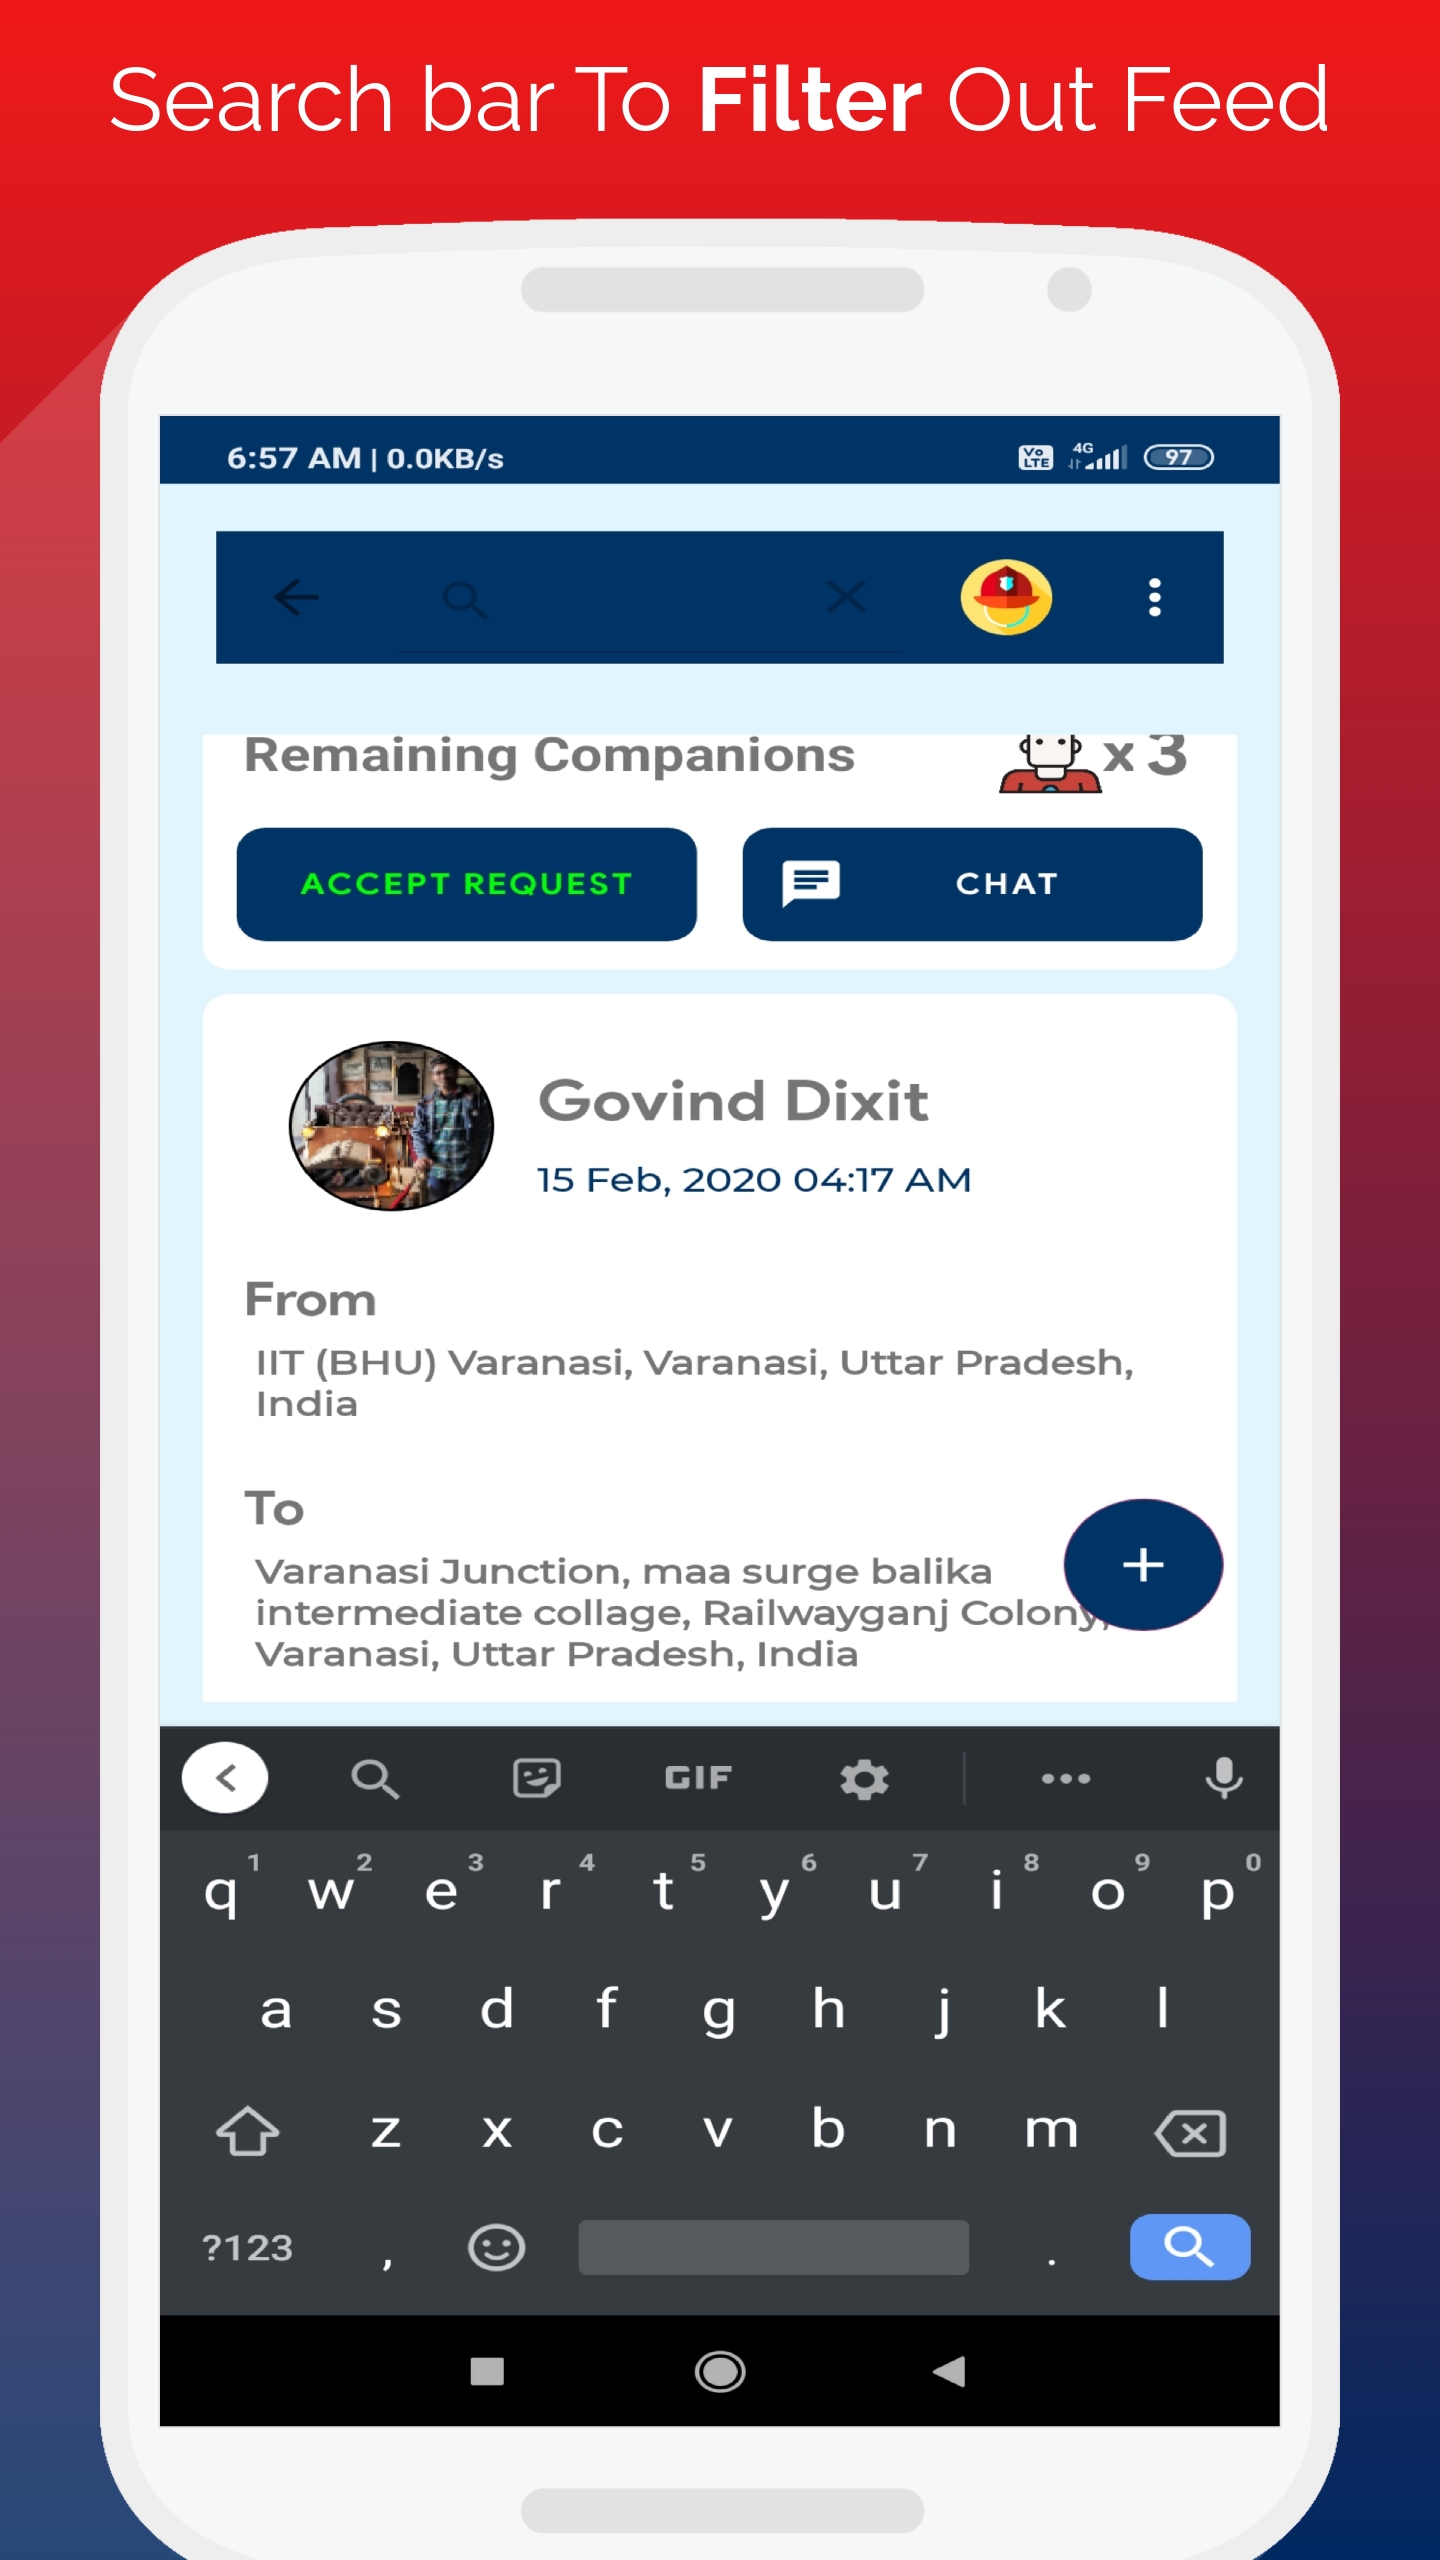 Search bar To Filter Out Feed
6:57 AM | 0.0KB/s
Vo LTE 4G 97
Remaining Companions x 3
ACCEPT REQUEST CHAT
Govind Dixit
15 Feb, 2020 04:17 AM
From
IIT (BHU) Varanasi, Varanasi, Uttar Pradesh,
India
To
Varanasi Junction, maa surge balika
intermediate collage, Railwayganj Colony,
Varanasi, Uttar Pradesh, India
GIF
1 2 3 4 5 6 7 8 9 0
q w e r t y u i o p
a s d f g h j k l
z x c v b n m
?123 , .